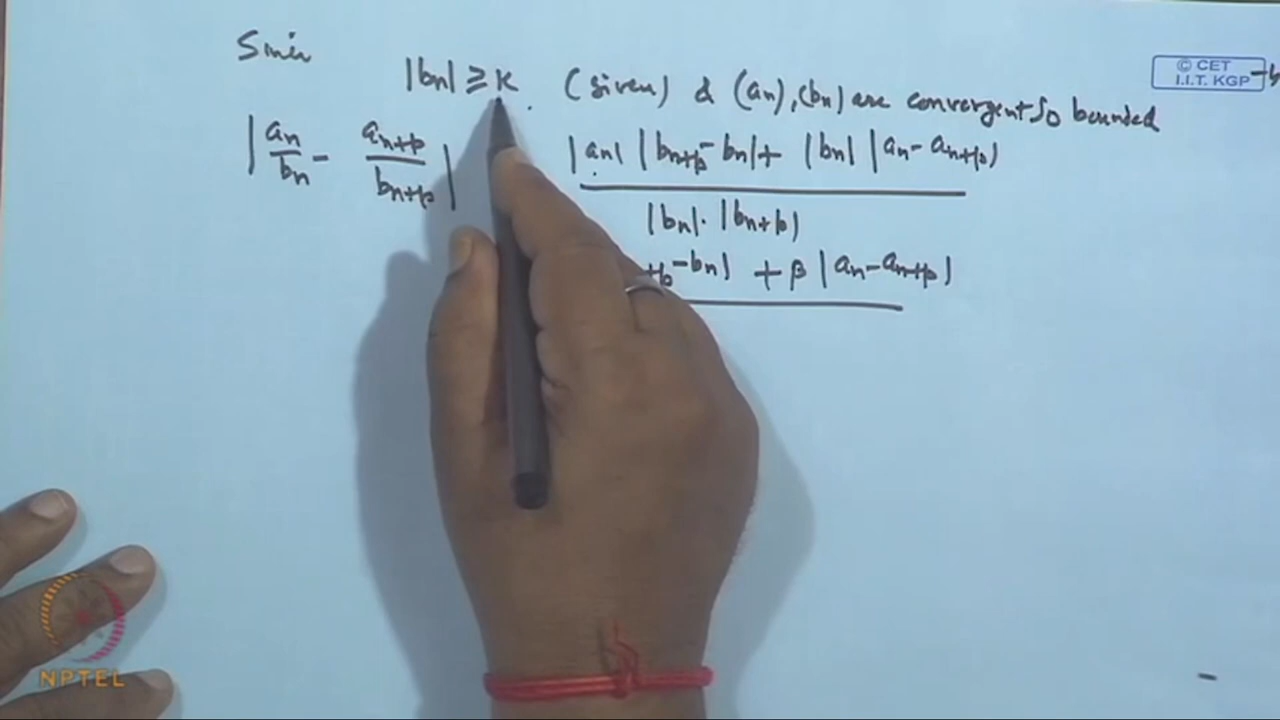 Since
|bn| ≥ K. (given) & (an), (bn) are convergent so bounded
© CET
I.I.T. KGP
| an/bn - an+p/bn+p | |an| |bn+p - bn| + |bn| |an - an+p|
|bn|. |bn+p|
+p - bn| + β |an - an+p|
NPTEL